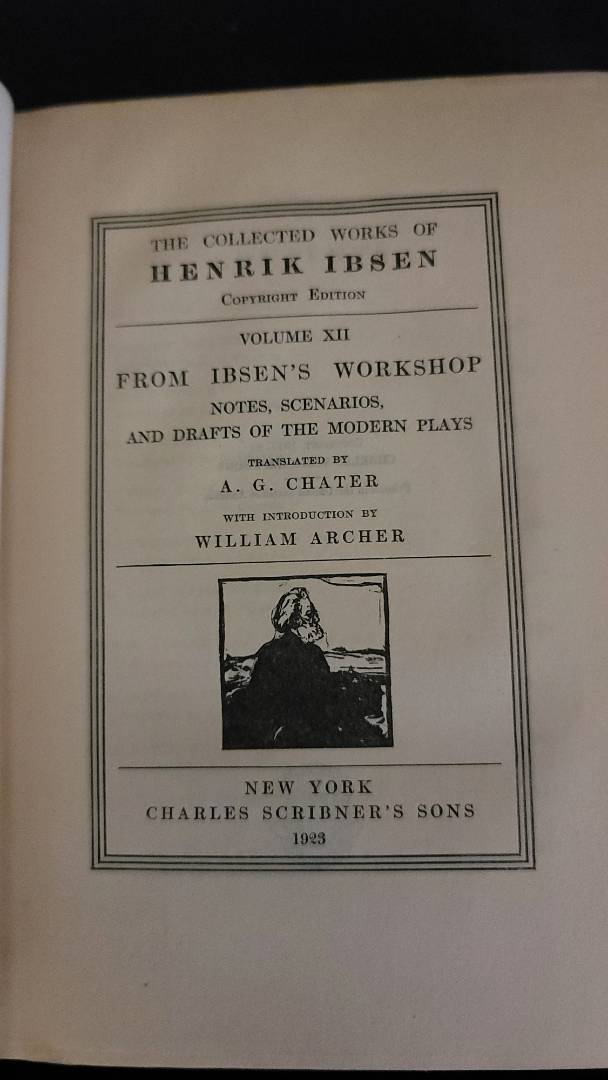 THE COLLECTED WORKS OF
HENRIK IBSEN
COPYRIGHT EDITION
VOLUME XII
FROM IBSEN'S WORKSHOP
NOTES, SCENARIOS,
AND DRAFTS OF THE MODERN PLAYS
TRANSLATED BY
A. G. CHATER
WITH INTRODUCTION BY
WILLIAM ARCHER
NEW YORK
CHARLES SCRIBNER'S SONS
1923